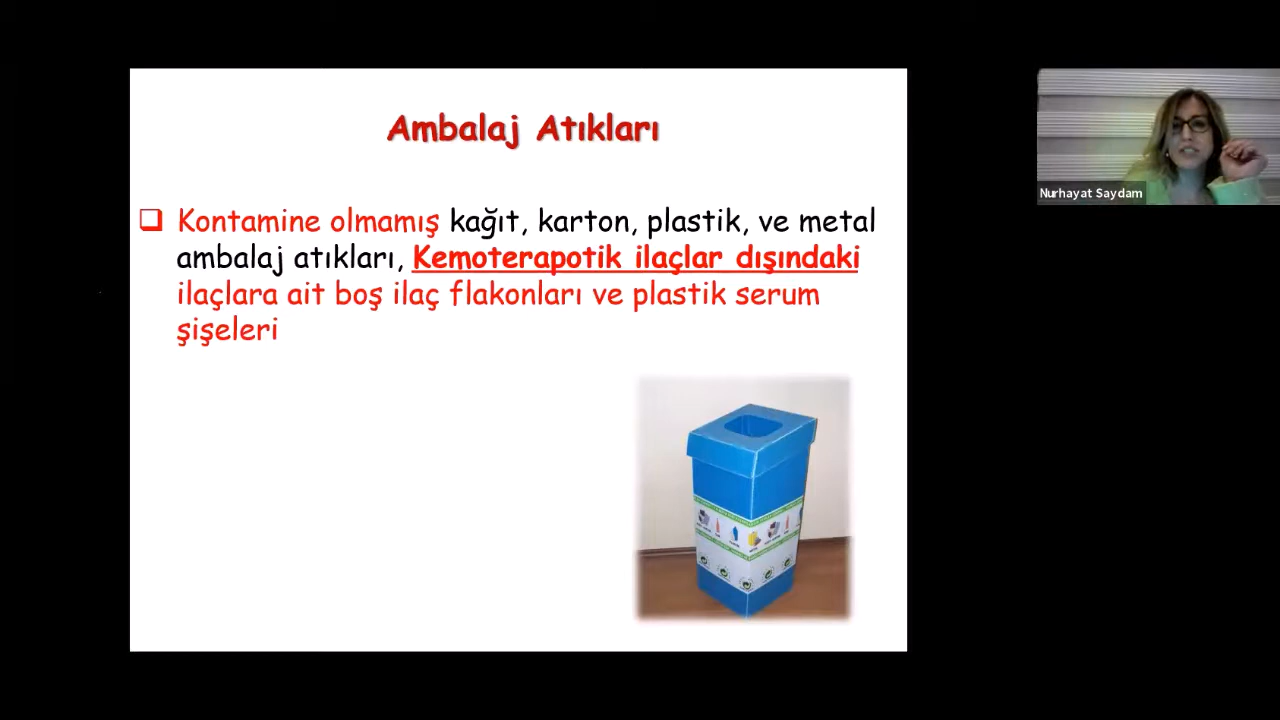 Ambalaj Atıkları
Kontamine olmamış kağıt, karton, plastik, ve metal
ambalaj atıkları, Kemoterapotik ilaçlar dışındaki
ilaçlara ait boş ilaç flakonları ve plastik serum
şişeleri
Nurhayat Saydam